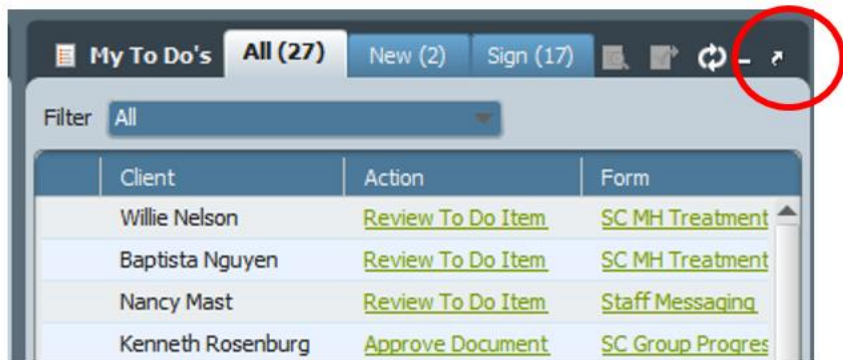 My To Do's All (27) New (2) Sign (17)
Filter All
Client Action Form
Willie Nelson Review To Do Item SC MH Treatment
Baptista Nguyen Review To Do Item SC MH Treatment
Nancy Mast Review To Do Item Staff Messaging
Kenneth Rosenburg Approve Document SC Group Progres